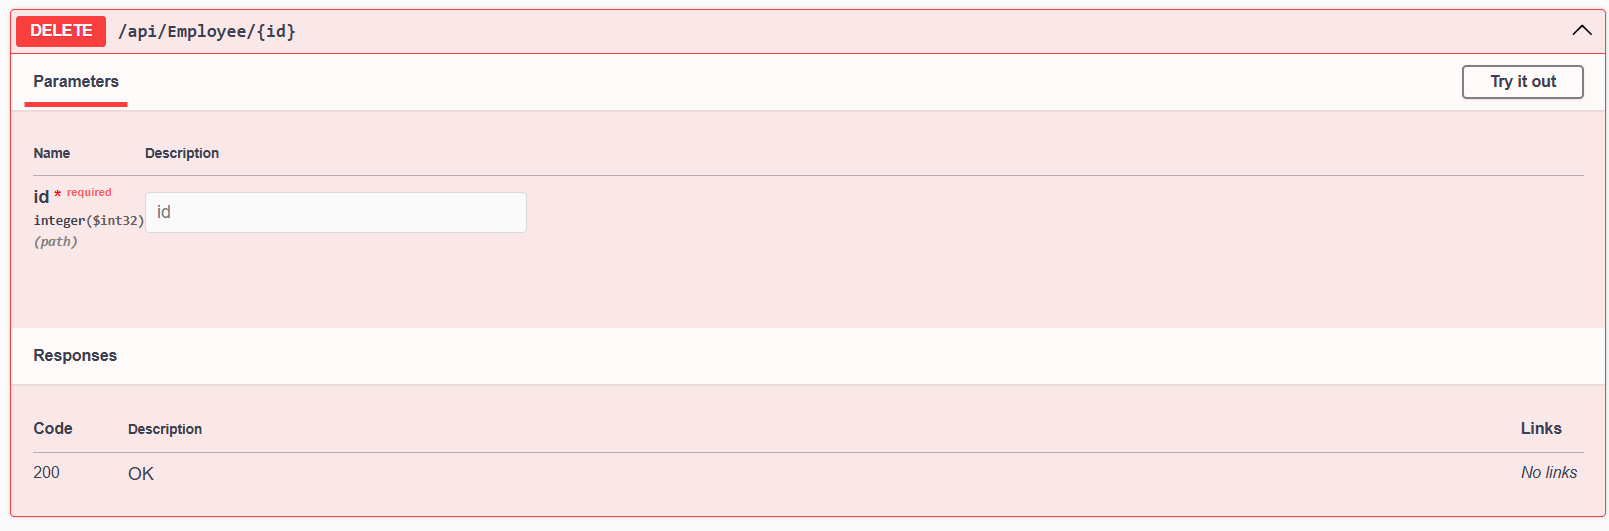 DELETE /api/Employee/{id}
Parameters Try it out
Name Description
id * required
integer($int32)
(path)
id
Responses
Code Description Links
200 OK No links